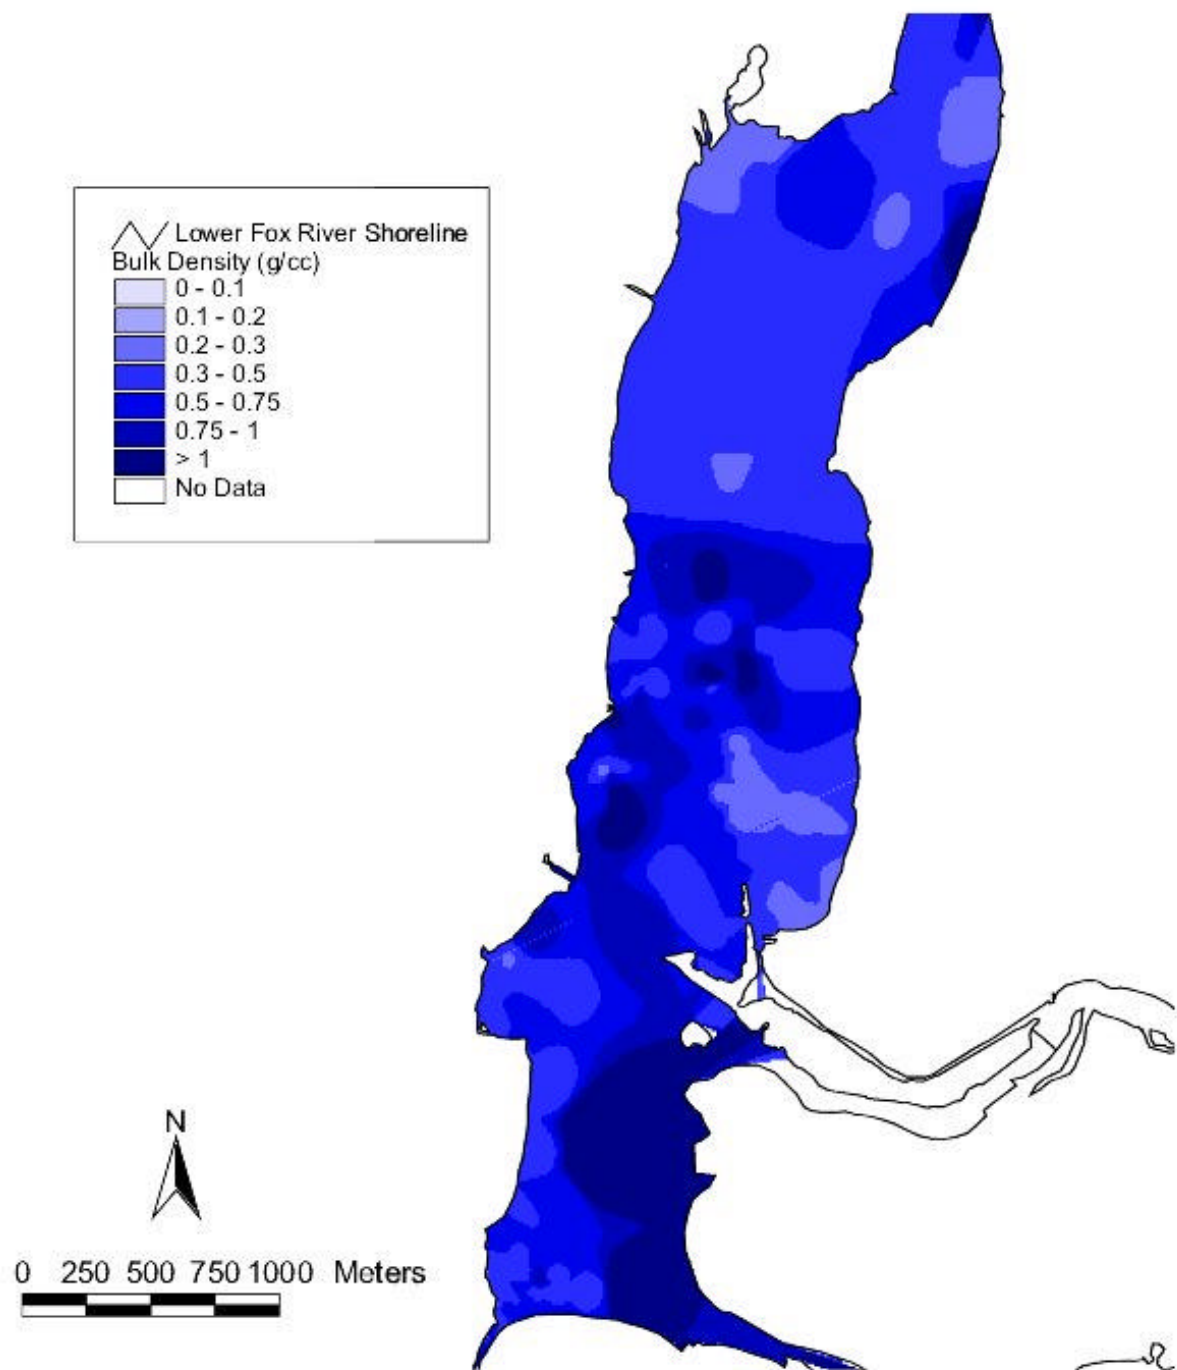 Lower Fox River Shoreline
Bulk Density (g/cc)
0 - 0.1
0.1 - 0.2
0.2 - 0.3
0.3 - 0.5
0.5 - 0.75
0.75 - 1
> 1
No Data
N
0 250 500 750 1000 Meters